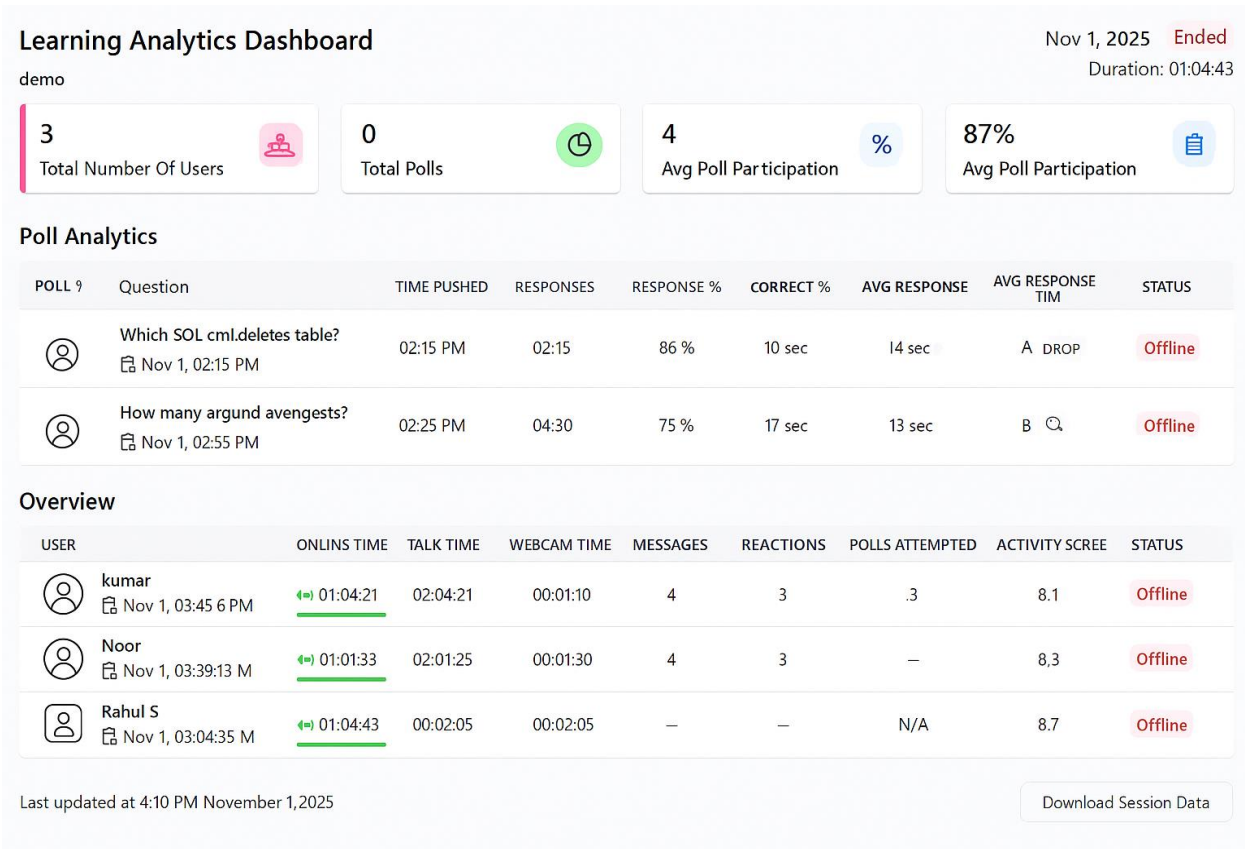 Learning Analytics Dashboard
Nov 1, 2025 Ended
demo
Duration: 01:04:43
3
Total Number Of Users
0
Total Polls
4
Avg Poll Participation
%
87%
Avg Poll Participation
Poll Analytics
POLL Question TIME PUSHED RESPONSES RESPONSE % CORRECT % AVG RESPONSE AVG RESPONSE TIM STATUS
Which SOL cml.deletes table?
Nov 1, 02:15 PM
02:15 PM 02:15 86 % 10 sec 14 sec A DROP Offline
How many argund avengests?
Nov 1, 02:55 PM
02:25 PM 04:30 75 % 17 sec 13 sec B Offline
Overview
USER ONLINS TIME TALK TIME WEBCAM TIME MESSAGES REACTIONS POLLS ATTEMPTED ACTIVITY SCREE STATUS
kumar
Nov 1, 03:45 6 PM
01:04:21 02:04:21 00:01:10 4 3 .3 8.1 Offline
Noor
Nov 1, 03:39:13 M
01:01:33 02:01:25 00:01:30 4 3 — 8,3 Offline
Rahul S
Nov 1, 03:04:35 M
01:04:43 00:02:05 00:02:05 — — N/A 8.7 Offline
Last updated at 4:10 PM November 1,2025
Download Session Data